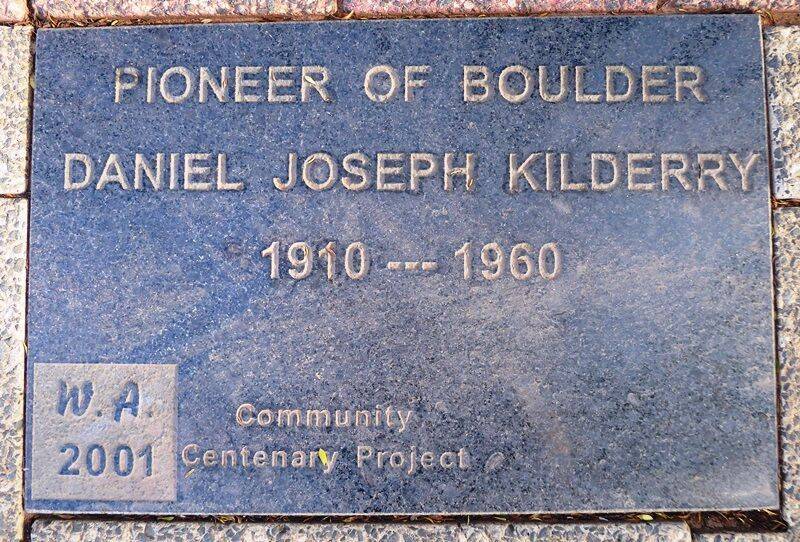 PIONEER OF BOULDER
DANIEL JOSEPH KILDERRY
1910 --- 1960
W.A.
2001
Community
Centenary Project